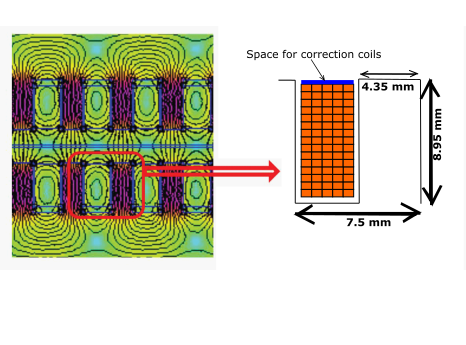 Space for correction coils
4.35 mm
8.95 mm
7.5 mm